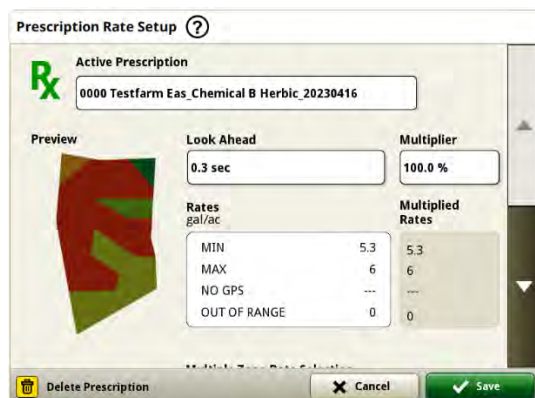 Prescription Rate Setup ?
Rx
Active Prescription
0000 Testfarm Eas_Chemical B Herbic_20230416
Preview
Look Ahead
Multiplier
0.3 sec
100.0 %
Rates
gal/ac
Multiplied
Rates
MIN 5.3 5.3
MAX 6 6
NO GPS --- ---
OUT OF RANGE 0 0
Delete Prescription
Cancel
Save